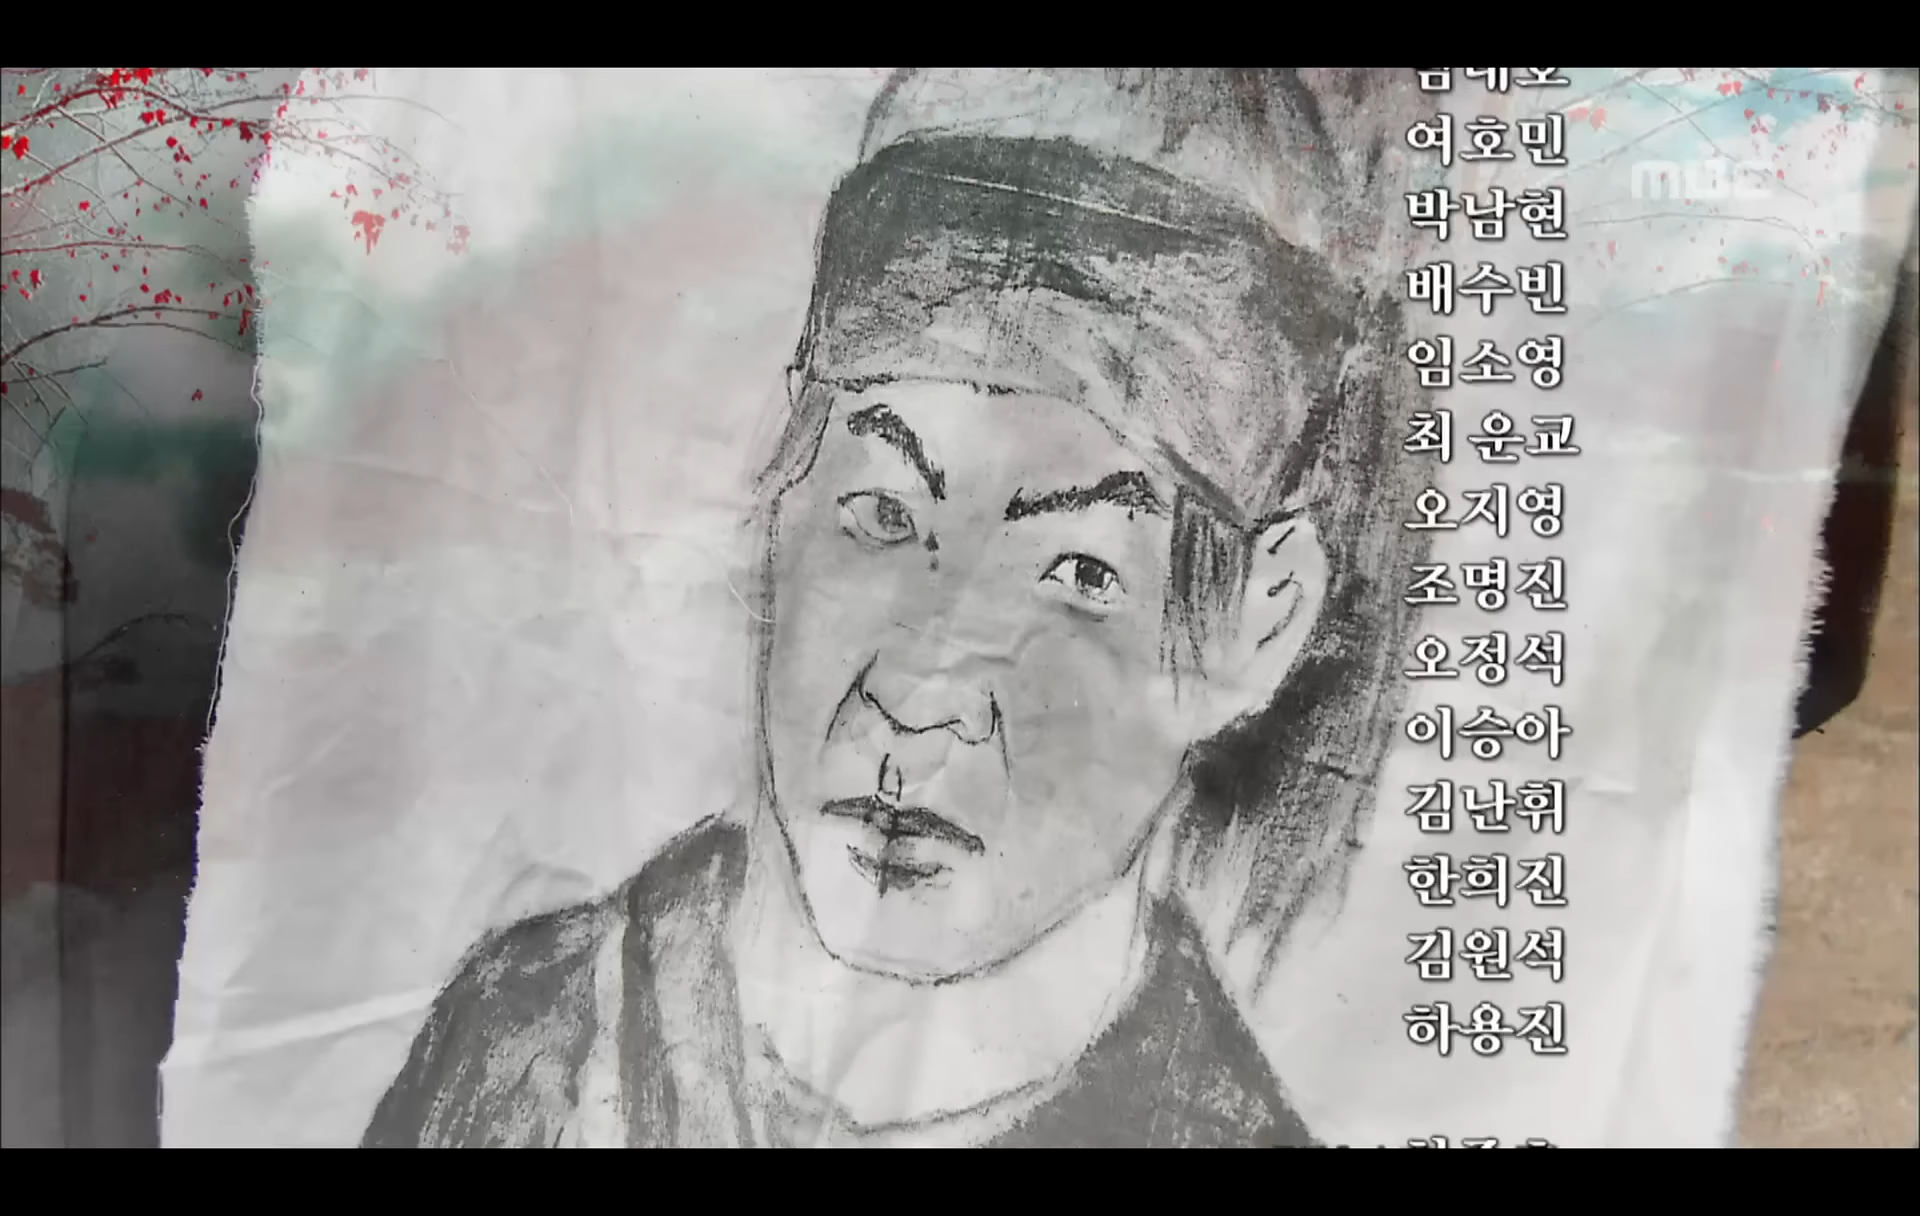 여호민
mbc
박남현
배수빈
임소영
최 운교
오지영
조명진
오정석
이승아
김난휘
한희진
김원석
하용진